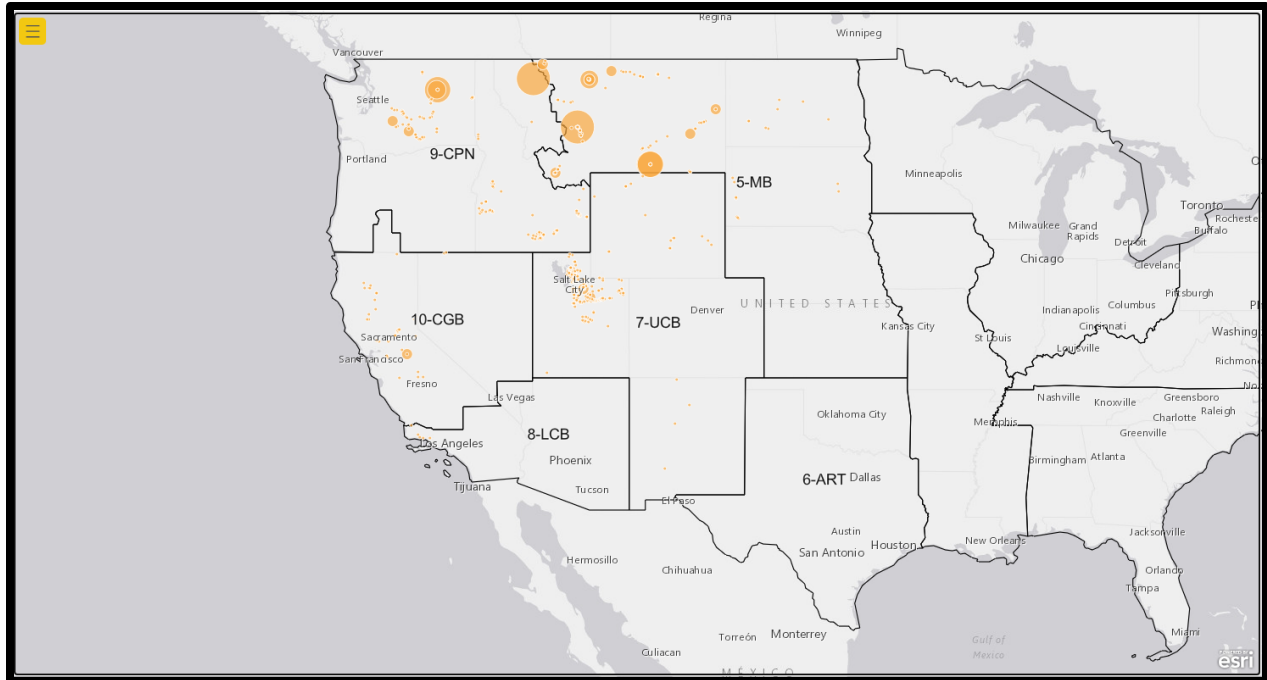 Regina
Winnipeg
Vancouver
Seattle
Portland
9-CPN
5-MB
Minneapolis
Toronto
Rocheste
Buffalo
Milwaukee
Grand
Rapids
Detroit
Chicago
Cleveland
Salt Lake
City
UNITED STATES
Denver
Pittsburgh
Columbus
Indianapolis
10-CGB
7-UCB
Kansas City
Cincinnati
Washing
Sacramento
St Louis
Louisville
San Francisco
Richmon
Fresno
Las Vegas
Nashville
Knoxville
Greensboro
Raleigh
Charlotte
Oklahoma City
Memphis
Greenville
8-LCB
Los Angeles
Phoenix
Birmingham
Atlanta
6-ART
Dallas
Tijuana
Tucson
El Paso
Austin
Jacksonville
Houston
New Orleans
San Antonio
Hermosillo
Chihuahua
Orlando
Tampa
Torreón
Monterrey
Miami
Gulf of
Mexico
Culiacan
MÉXICO
esri